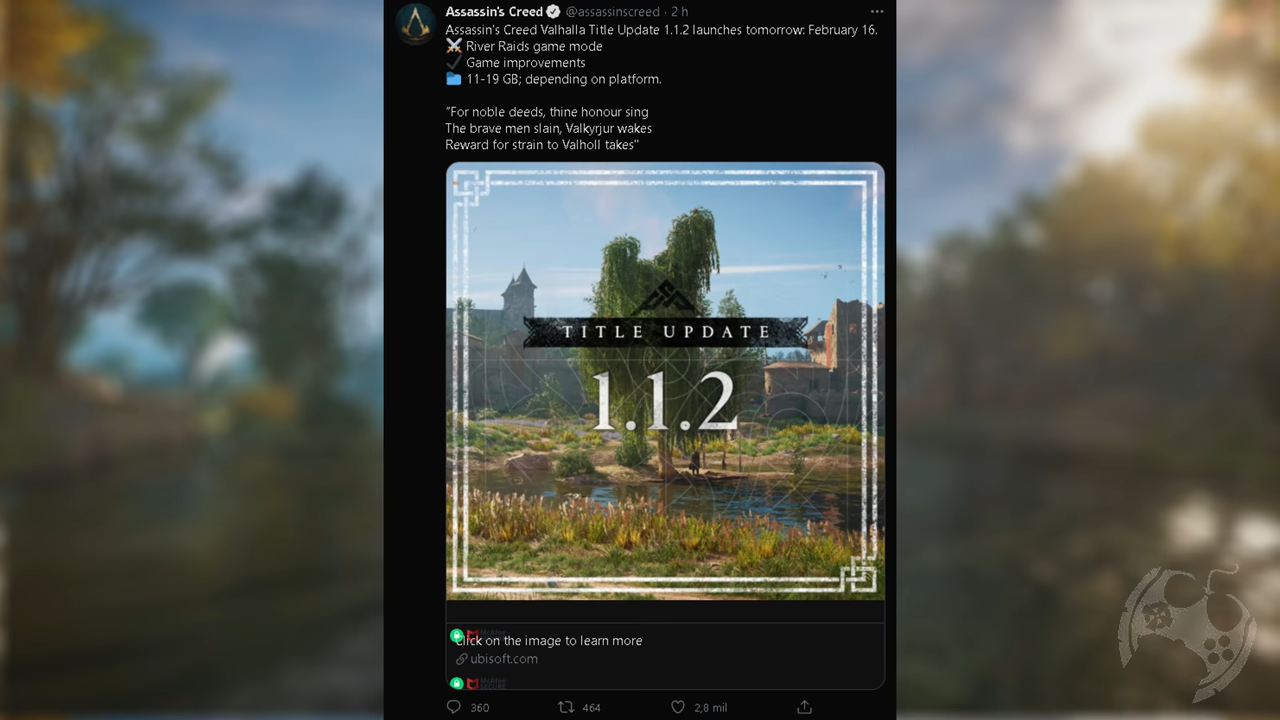 Assassin's Creed @assassinscreed · 2 h
Assassin's Creed Valhalla Title Update 1.1.2 launches tomorrow: February 16.
⚔ River Raids game mode
✔ Game improvements
📁 11-19 GB; depending on platform.
"For noble deeds, thine honour sing
The brave men slain, Valkyrjur wakes
Reward for strain to Valholl takes"
TITLE UPDATE
1.1.2
McAfee
Click on the image to learn more
ubisoft.com
McAfee
SECURE
360 464 2,8 mil